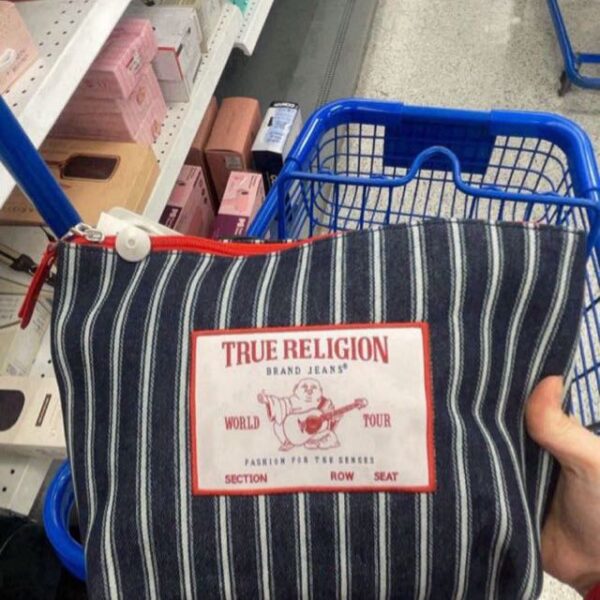 TRUE RELIGION
BRAND JEANS®
WORLD TOUR
FASHION FOR THE SENSES
SECTION ROW SEAT